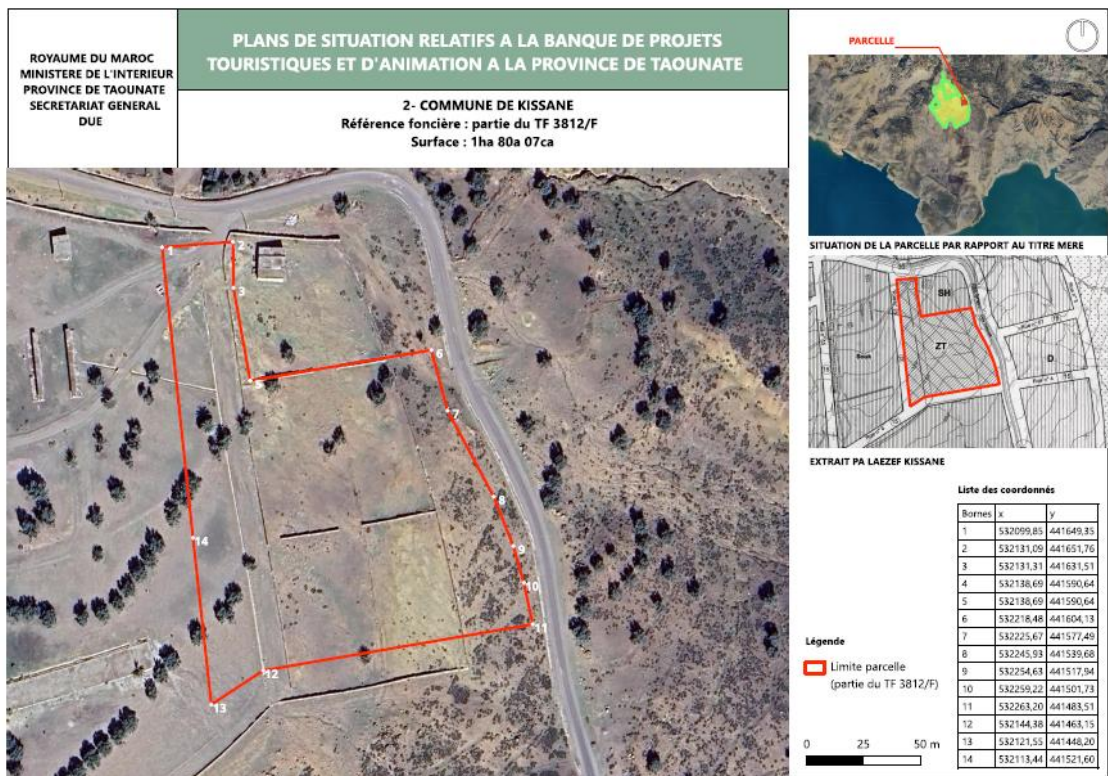 ROYAUME DU MAROC
MINISTERE DE L'INTERIEUR
PROVINCE DE TAOUNATE
SECRETARIAT GENERAL
DUE
PLANS DE SITUATION RELATIFS A LA BANQUE DE PROJETS
TOURISTIQUES ET D'ANIMATION A LA PROVINCE DE TAOUNATE
2- COMMUNE DE KISSANE
Référence foncière : partie du TF 3812/F
Surface : 1ha 80a 07ca
1
2
3
5
6
7
8
9
10
11
12
13
14
PARCELLE
SITUATION DE LA PARCELLE PAR RAPPORT AU TITRE MERE
SH
ZT
D
EXTRAIT PA LAEZEF KISSANE
Liste des coordonnés
Bornes x y
1 532099,85 441649,35
2 532131,09 441651,76
3 532131,31 441631,51
4 532138,69 441590,64
5 532138,69 441590,64
6 532218,48 441604,13
7 532225,67 441577,49
8 532245,93 441539,68
9 532254,63 441517,94
10 532259,22 441501,73
11 532263,20 441483,51
12 532144,38 441463,15
13 532121,55 441448,20
14 532113,44 441521,60
Légende
Limite parcelle
(partie du TF 3812/F)
0 25 50 m